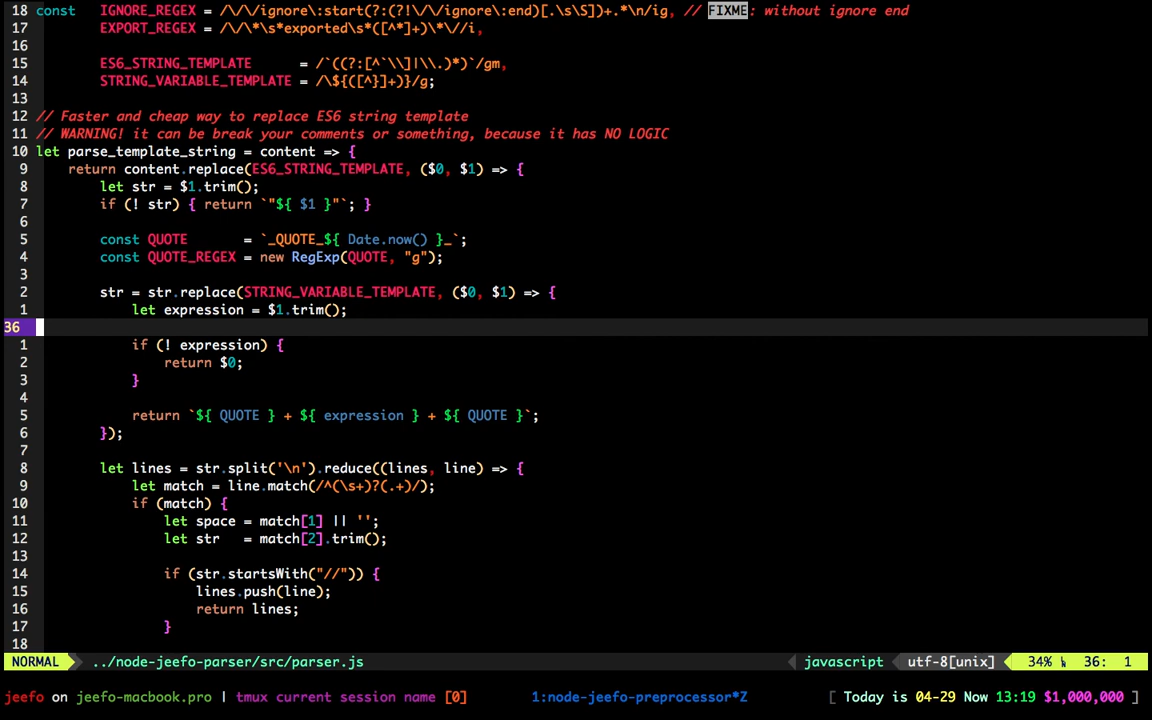 18 const   IGNORE_REGEX = /\/\/ignore\:start(?:(?!\/\/ignore\:end)[.\s\S])+.*\n/ig, // FIXME: without ignore end
17         EXPORT_REGEX = /\/\*\s*exported\s*([^*]+)\*\//i,
16
15         ES6_STRING_TEMPLATE      = /`((?:[^`\\]|\\.)*)`/gm,
14         STRING_VARIABLE_TEMPLATE = /\${([^}]+)}/g;
13
12 // Faster and cheap way to replace ES6 string template
11 // WARNING! it can be break your comments or something, because it has NO LOGIC
10 let parse_template_string = content => {
9     return content.replace(ES6_STRING_TEMPLATE, ($0, $1) => {
8         let str = $1.trim();
7         if (! str) { return `"${ $1 }"`; }
6
5         const QUOTE       = `_QUOTE_${ Date.now() }_`;
4         const QUOTE_REGEX = new RegExp(QUOTE, "g");
3
2         str = str.replace(STRING_VARIABLE_TEMPLATE, ($0, $1) => {
1             let expression = $1.trim();
36
1             if (! expression) {
2                 return $0;
3             }
4
5             return `${ QUOTE } + ${ expression } + ${ QUOTE }`;
6         });
7
8         let lines = str.split('\n').reduce((lines, line) => {
9             let match = line.match(/^(\s+)?(.+)/);
10             if (match) {
11                 let space = match[1] || '';
12                 let str   = match[2].trim();
13
14                 if (str.startsWith("//")) {
15                     lines.push(line);
16                     return lines;
17                 }
18
NORMAL ../node-jeefo-parser/src/parser.js javascript utf-8[unix] 34% ␤ 36: 1
jeefo on jeefo-macbook.pro | tmux current session name [0] 1:node-jeefo-preprocessor*Z [ Today is 04-29 Now 13:19 $1,000,000 ]